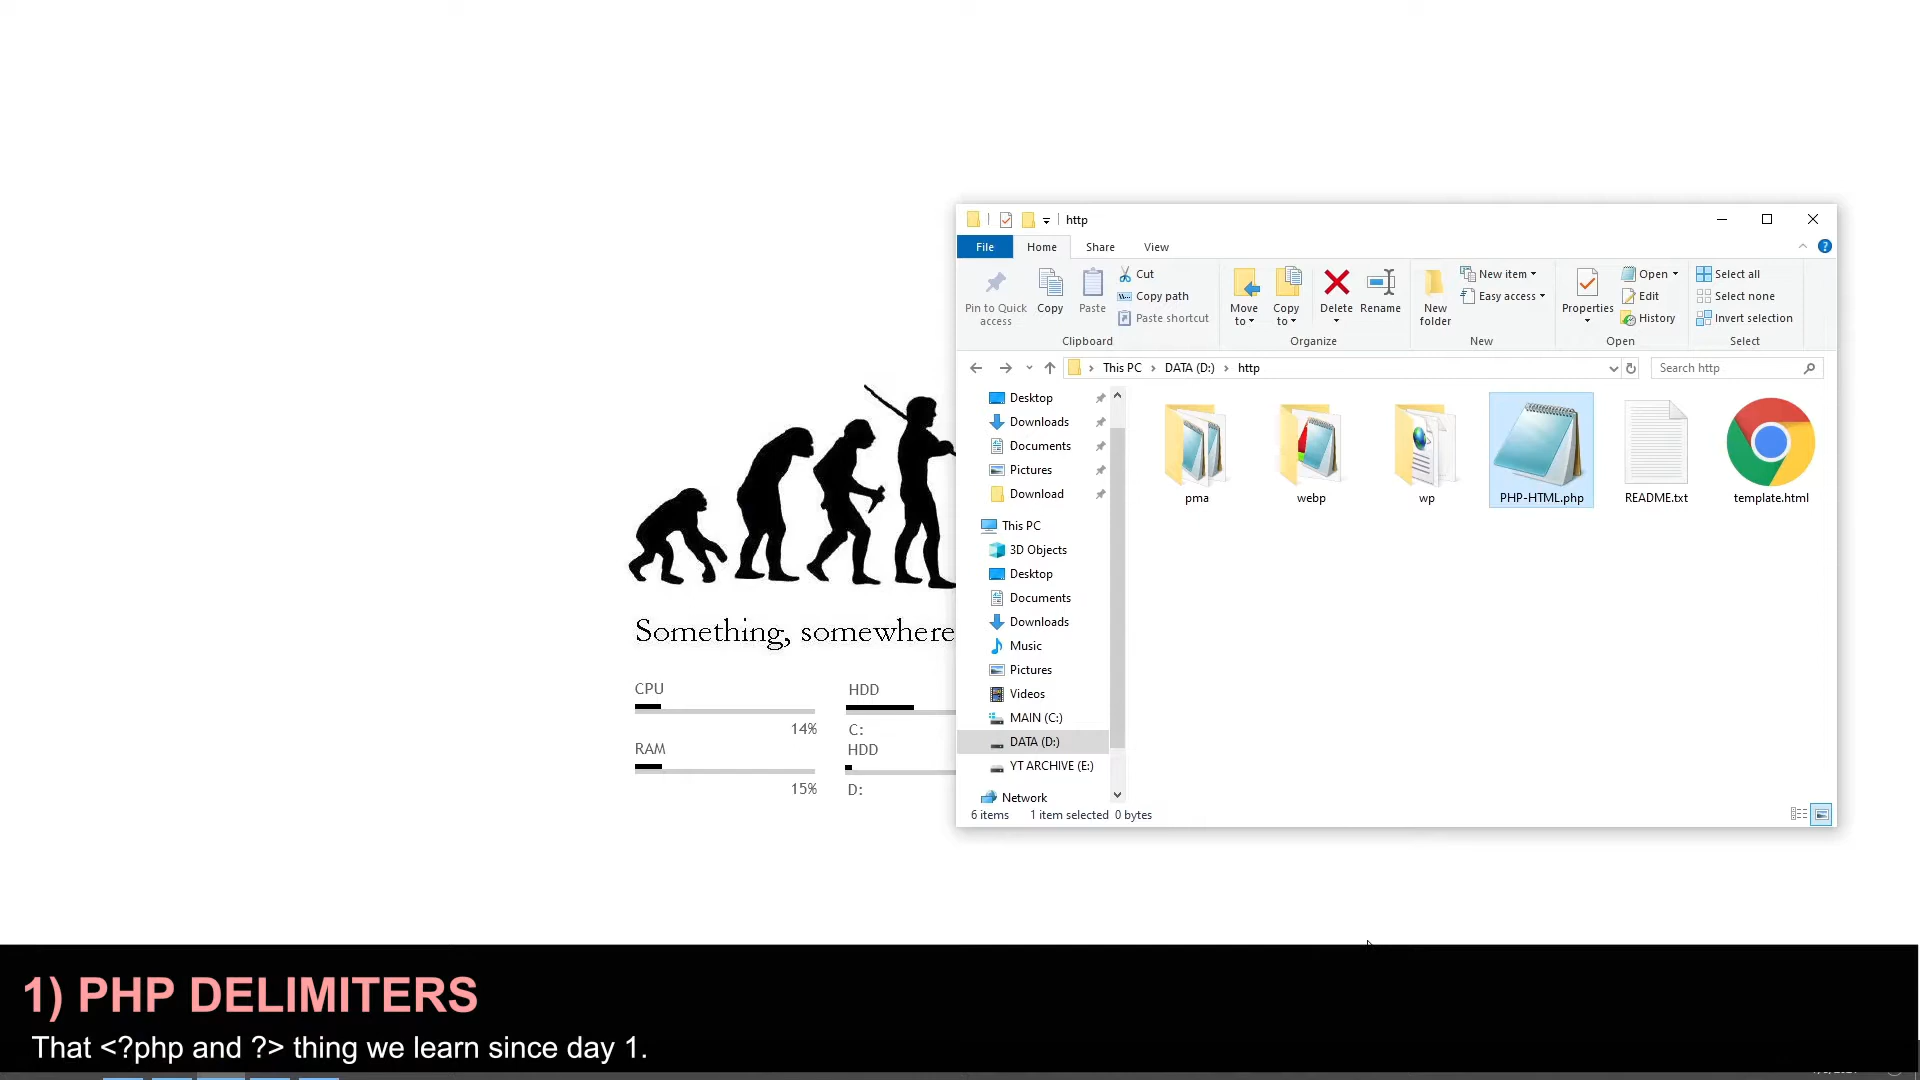 http
File Home Share View
Pin to Quick access
Copy
Paste
Cut
Copy path
Paste shortcut
Clipboard
Move to
Copy to
Delete
Rename
Organize
New folder
New item
Easy access
New
Properties
Open
Edit
History
Open
Select all
Select none
Invert selection
Select
This PC DATA (D:) http
Search http
Desktop
Downloads
Documents
Pictures
Download
This PC
3D Objects
Desktop
Documents
Downloads
Music
Pictures
Videos
MAIN (C:)
DATA (D:)
YT ARCHIVE (E:)
Network
pma
webp
wp
PHP-HTML.php
README.txt
template.html
6 items 1 item selected 0 bytes
Something, somewhere
CPU
14%
RAM
15%
HDD
C:
HDD
D:
1) PHP DELIMITERS
That <?php and ?> thing we learn since day 1.